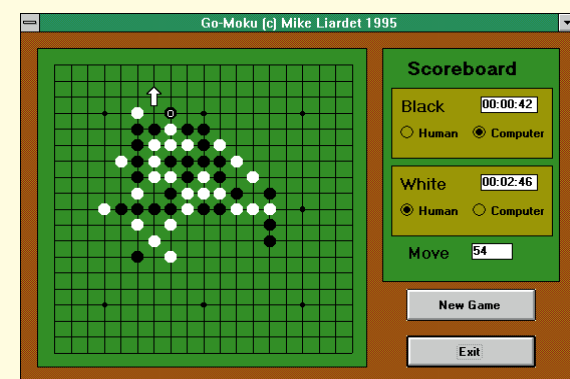 Go-Moku (c) Mike Liardet 1995
Scoreboard
Black 00:00:42
Human Computer
White 00:02:46
Human Computer
Move 54
New Game
Exit